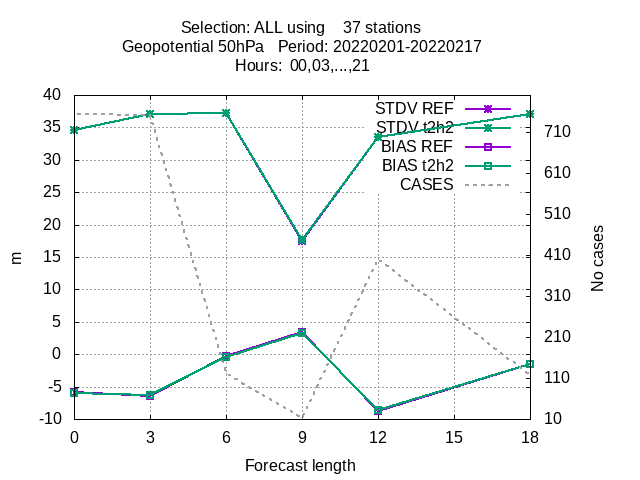 Selection: ALL using    37 stations
Geopotential 50hPa   Period: 20220201-20220217
Hours: 00,03,...,21
STDV REF
STDV t2h2
BIAS REF
BIAS t2h2
CASES
40
35
30
25
20
15
10
5
0
-5
-10
m
710
610
510
410
310
210
110
10
No cases
0 3 6 9 12 15 18
Forecast length